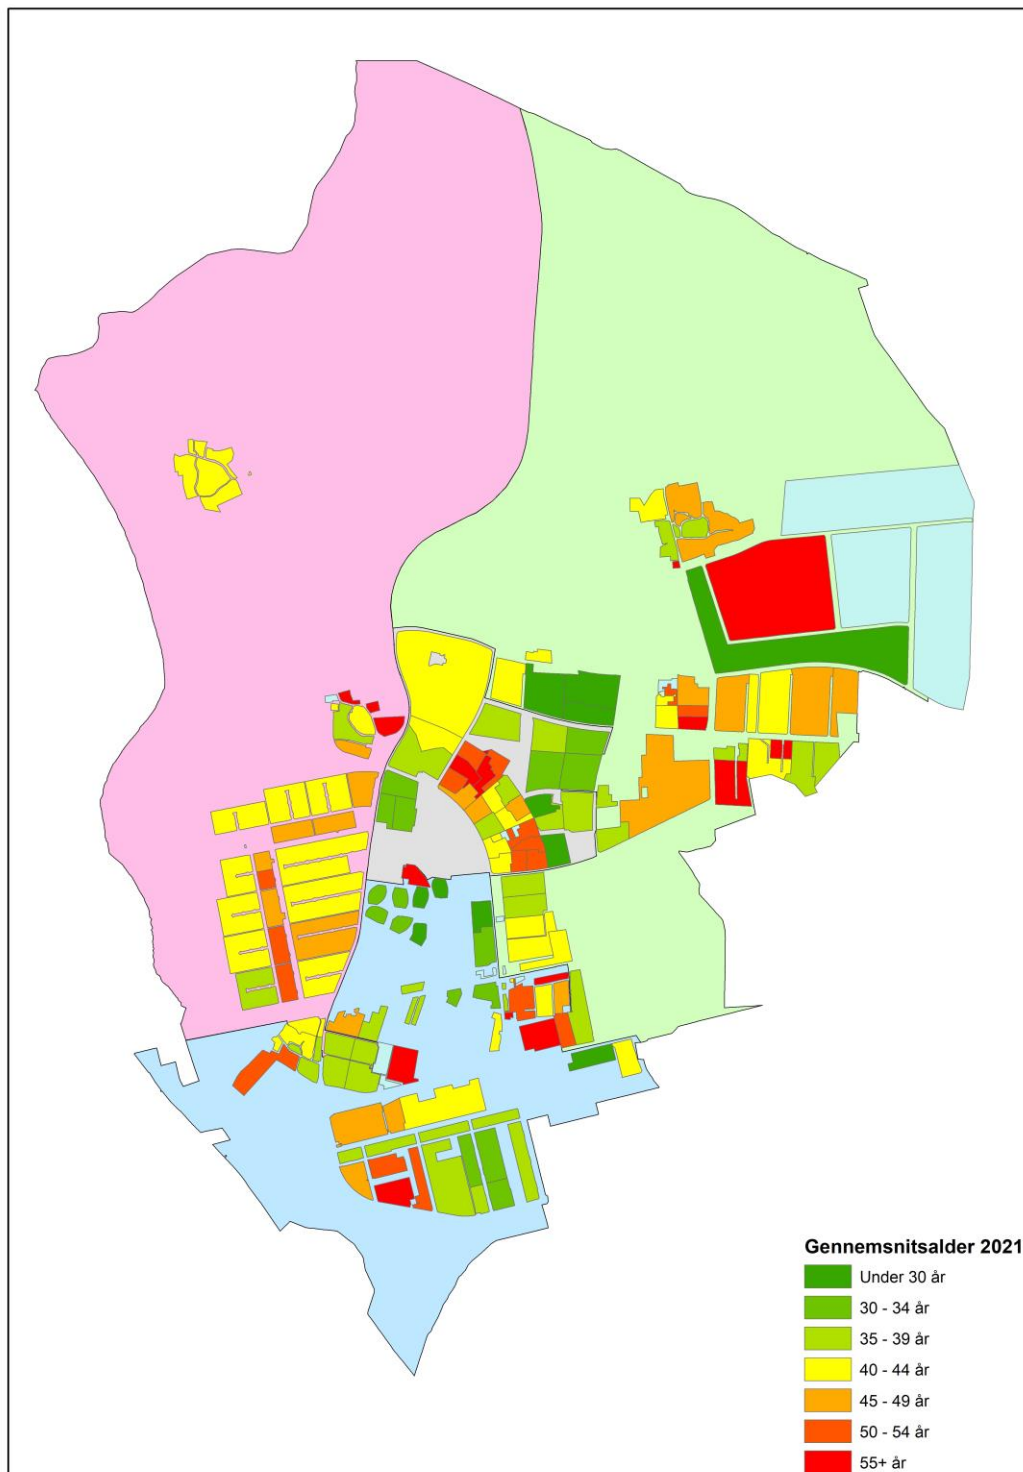 Gennemsnitsalder 2021
Under 30 år
30 - 34 år
35 - 39 år
40 - 44 år
45 - 49 år
50 - 54 år
55+ år